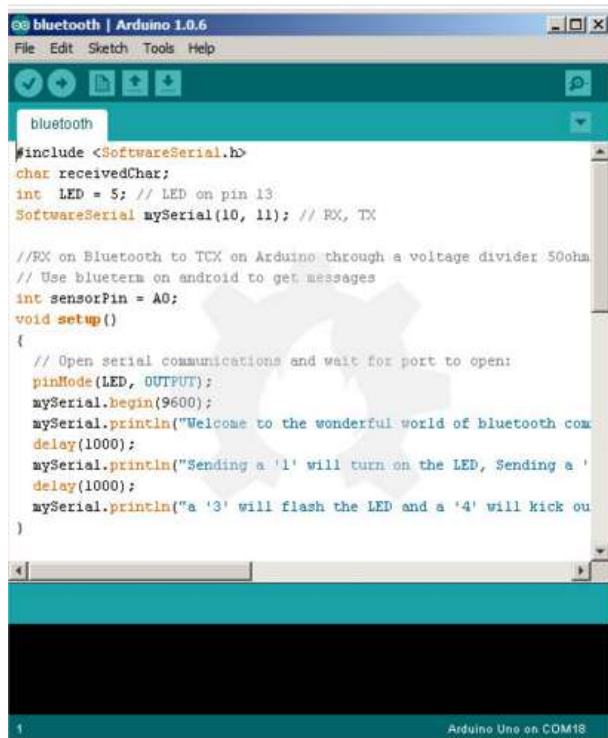 bluetooth | Arduino 1.0.6
File Edit Sketch Tools Help
bluetooth
#include <SoftwareSerial.h>
char receivedChar;
int LED = 5; // LED on pin 13
SoftwareSerial mySerial(10, 11); // RX, TX
//RX on Bluetooth to TCX on Arduino through a voltage divider 50ohm
// Use blueterm on android to get messages
int sensorPin = A0;
void setup()
{
// Open serial communications and wait for port to open:
pinMode(LED, OUTPUT);
mySerial.begin(9600);
mySerial.println("Welcome to the wonderful world of bluetooth com
delay(1000);
mySerial.println("Sending a '1' will turn on the LED, Sending a '
delay(1000);
mySerial.println("a '3' will flash the LED and a '4' will kick ou
}
1 Arduino Uno on COM18